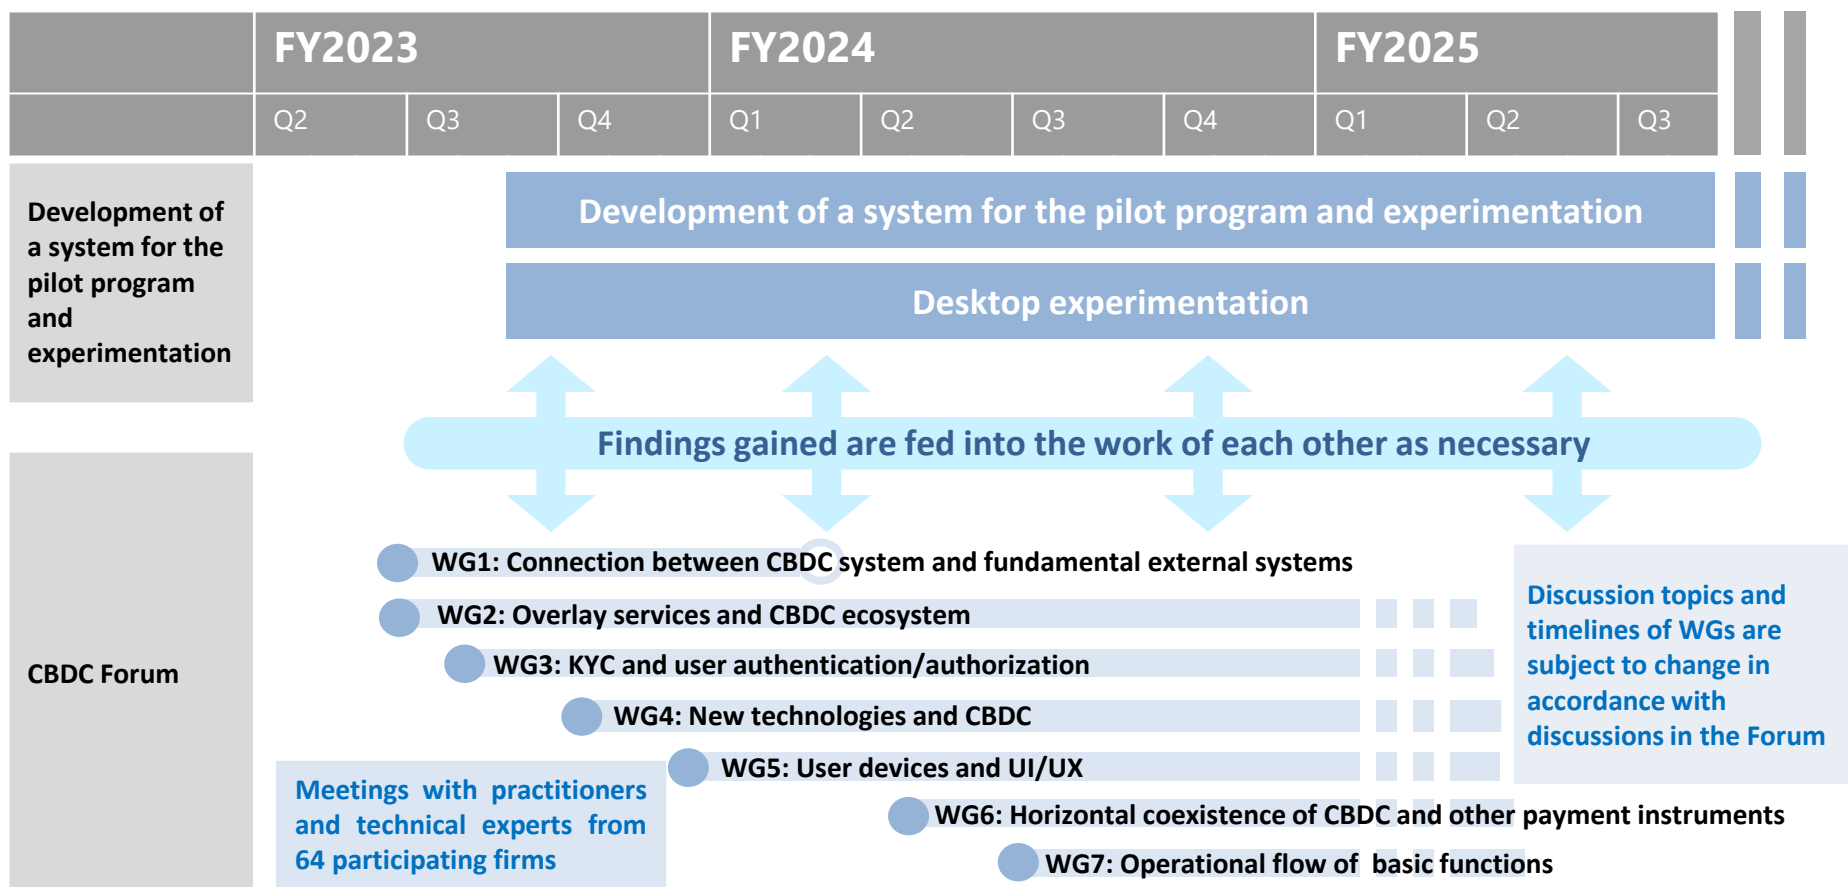 FY2023 FY2024 FY2025
Q2 Q3 Q4 Q1 Q2 Q3 Q4 Q1 Q2 Q3
Development of
a system for the
pilot program
and
experimentation
Development of a system for the pilot program and experimentation
Desktop experimentation
Findings gained are fed into the work of each other as necessary
CBDC Forum
WG1: Connection between CBDC system and fundamental external systems
WG2: Overlay services and CBDC ecosystem
WG3: KYC and user authentication/authorization
WG4: New technologies and CBDC
WG5: User devices and UI/UX
WG6: Horizontal coexistence of CBDC and other payment instruments
WG7: Operational flow of basic functions
Meetings with practitioners
and technical experts from
64 participating firms
Discussion topics and
timelines of WGs are
subject to change in
accordance with
discussions in the Forum